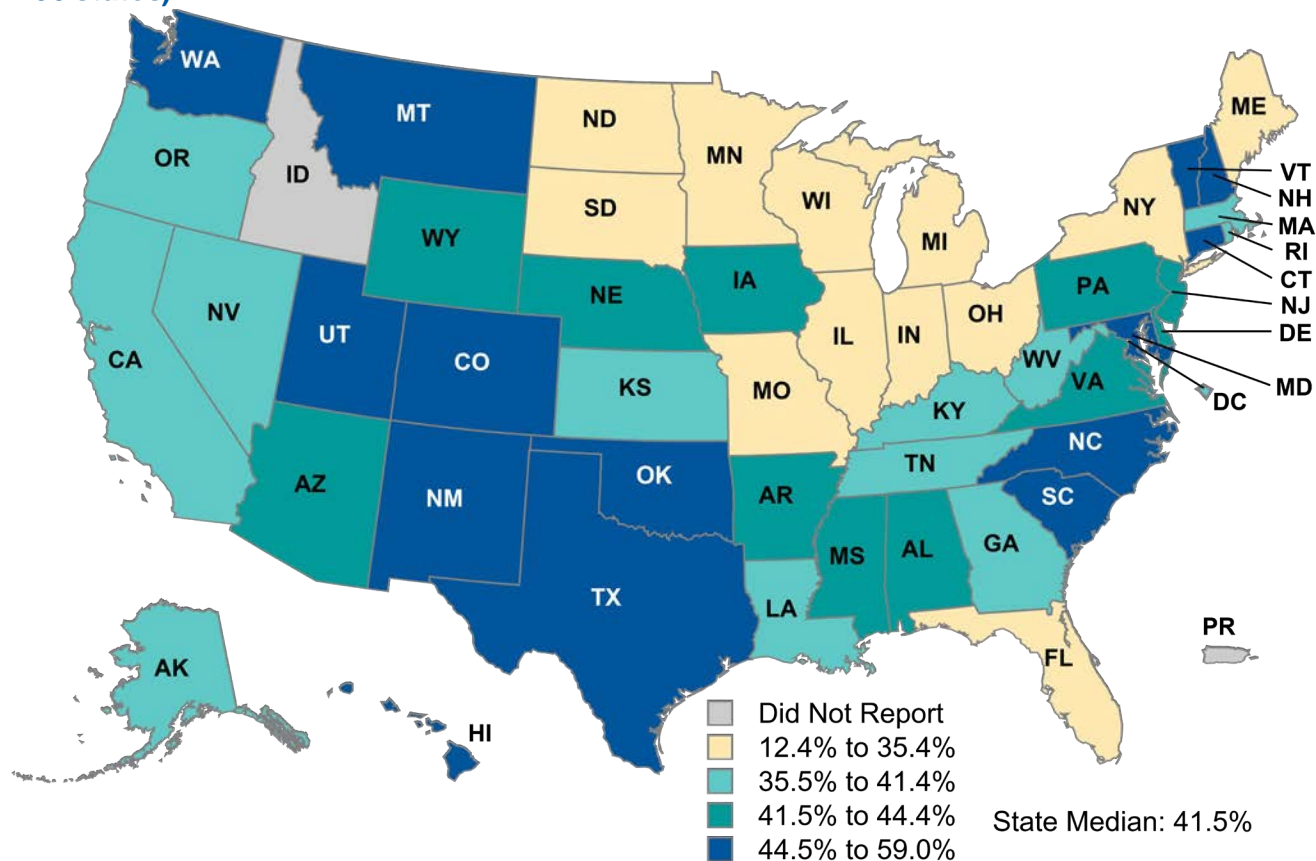 WA
MT
ND
MN
ME
OR
ID
SD
WI
NY
VT
NH
MA
RI
CT
NJ
DE
MD
DC
WY
MI
NE
IA
PA
NV
UT
CO
IL
IN
OH
WV
VA
CA
KS
MO
KY
NC
AZ
NM
OK
AR
TN
SC
MS
AL
GA
TX
LA
FL
PR
AK
HI
Did Not Report
12.4% to 35.4%
35.5% to 41.4%
41.5% to 44.4%
44.5% to 59.0%
State Median: 41.5%